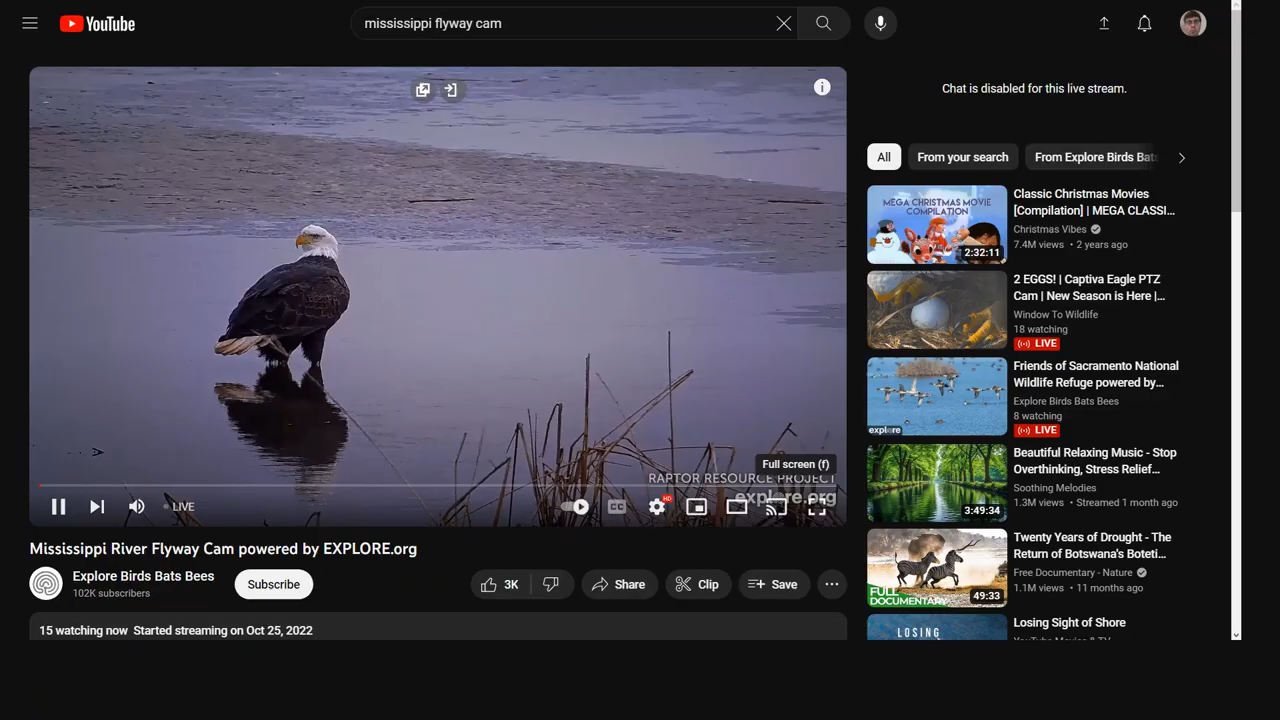 YouTube
mississippi flyway cam
Chat is disabled for this live stream.
All
From your search
From Explore Birds Bats
MEGA CHRISTMAS MOVIE
COMPILATION
2:32:11
Classic Christmas Movies
[Compilation] | MEGA CLASSI...
Christmas Vibes
7.4M views • 2 years ago
2 EGGS! | Captiva Eagle PTZ
Cam | New Season is Here |...
Window To Wildlife
18 watching
LIVE
explore
Friends of Sacramento National
Wildlife Refuge powered by...
Explore Birds Bats Bees
8 watching
LIVE
3:49:34
Beautiful Relaxing Music - Stop
Overthinking, Stress Relief...
Soothing Melodies
1.3M views • Streamed 1 month ago
FULL
DOCUMENTARY
49:33
Twenty Years of Drought - The
Return of Botswana's Boteti...
Free Documentary - Nature
1.1M views • 11 months ago
LOSING
Losing Sight of Shore
YouTube Movies & TV
Full screen (f)
RAPTOR RESOURCE PROJECT
explore.org
LIVE
CC
HD
Mississippi River Flyway Cam powered by EXPLORE.org
Explore Birds Bats Bees
102K subscribers
Subscribe
3K
Share
Clip
Save
15 watching now Started streaming on Oct 25, 2022